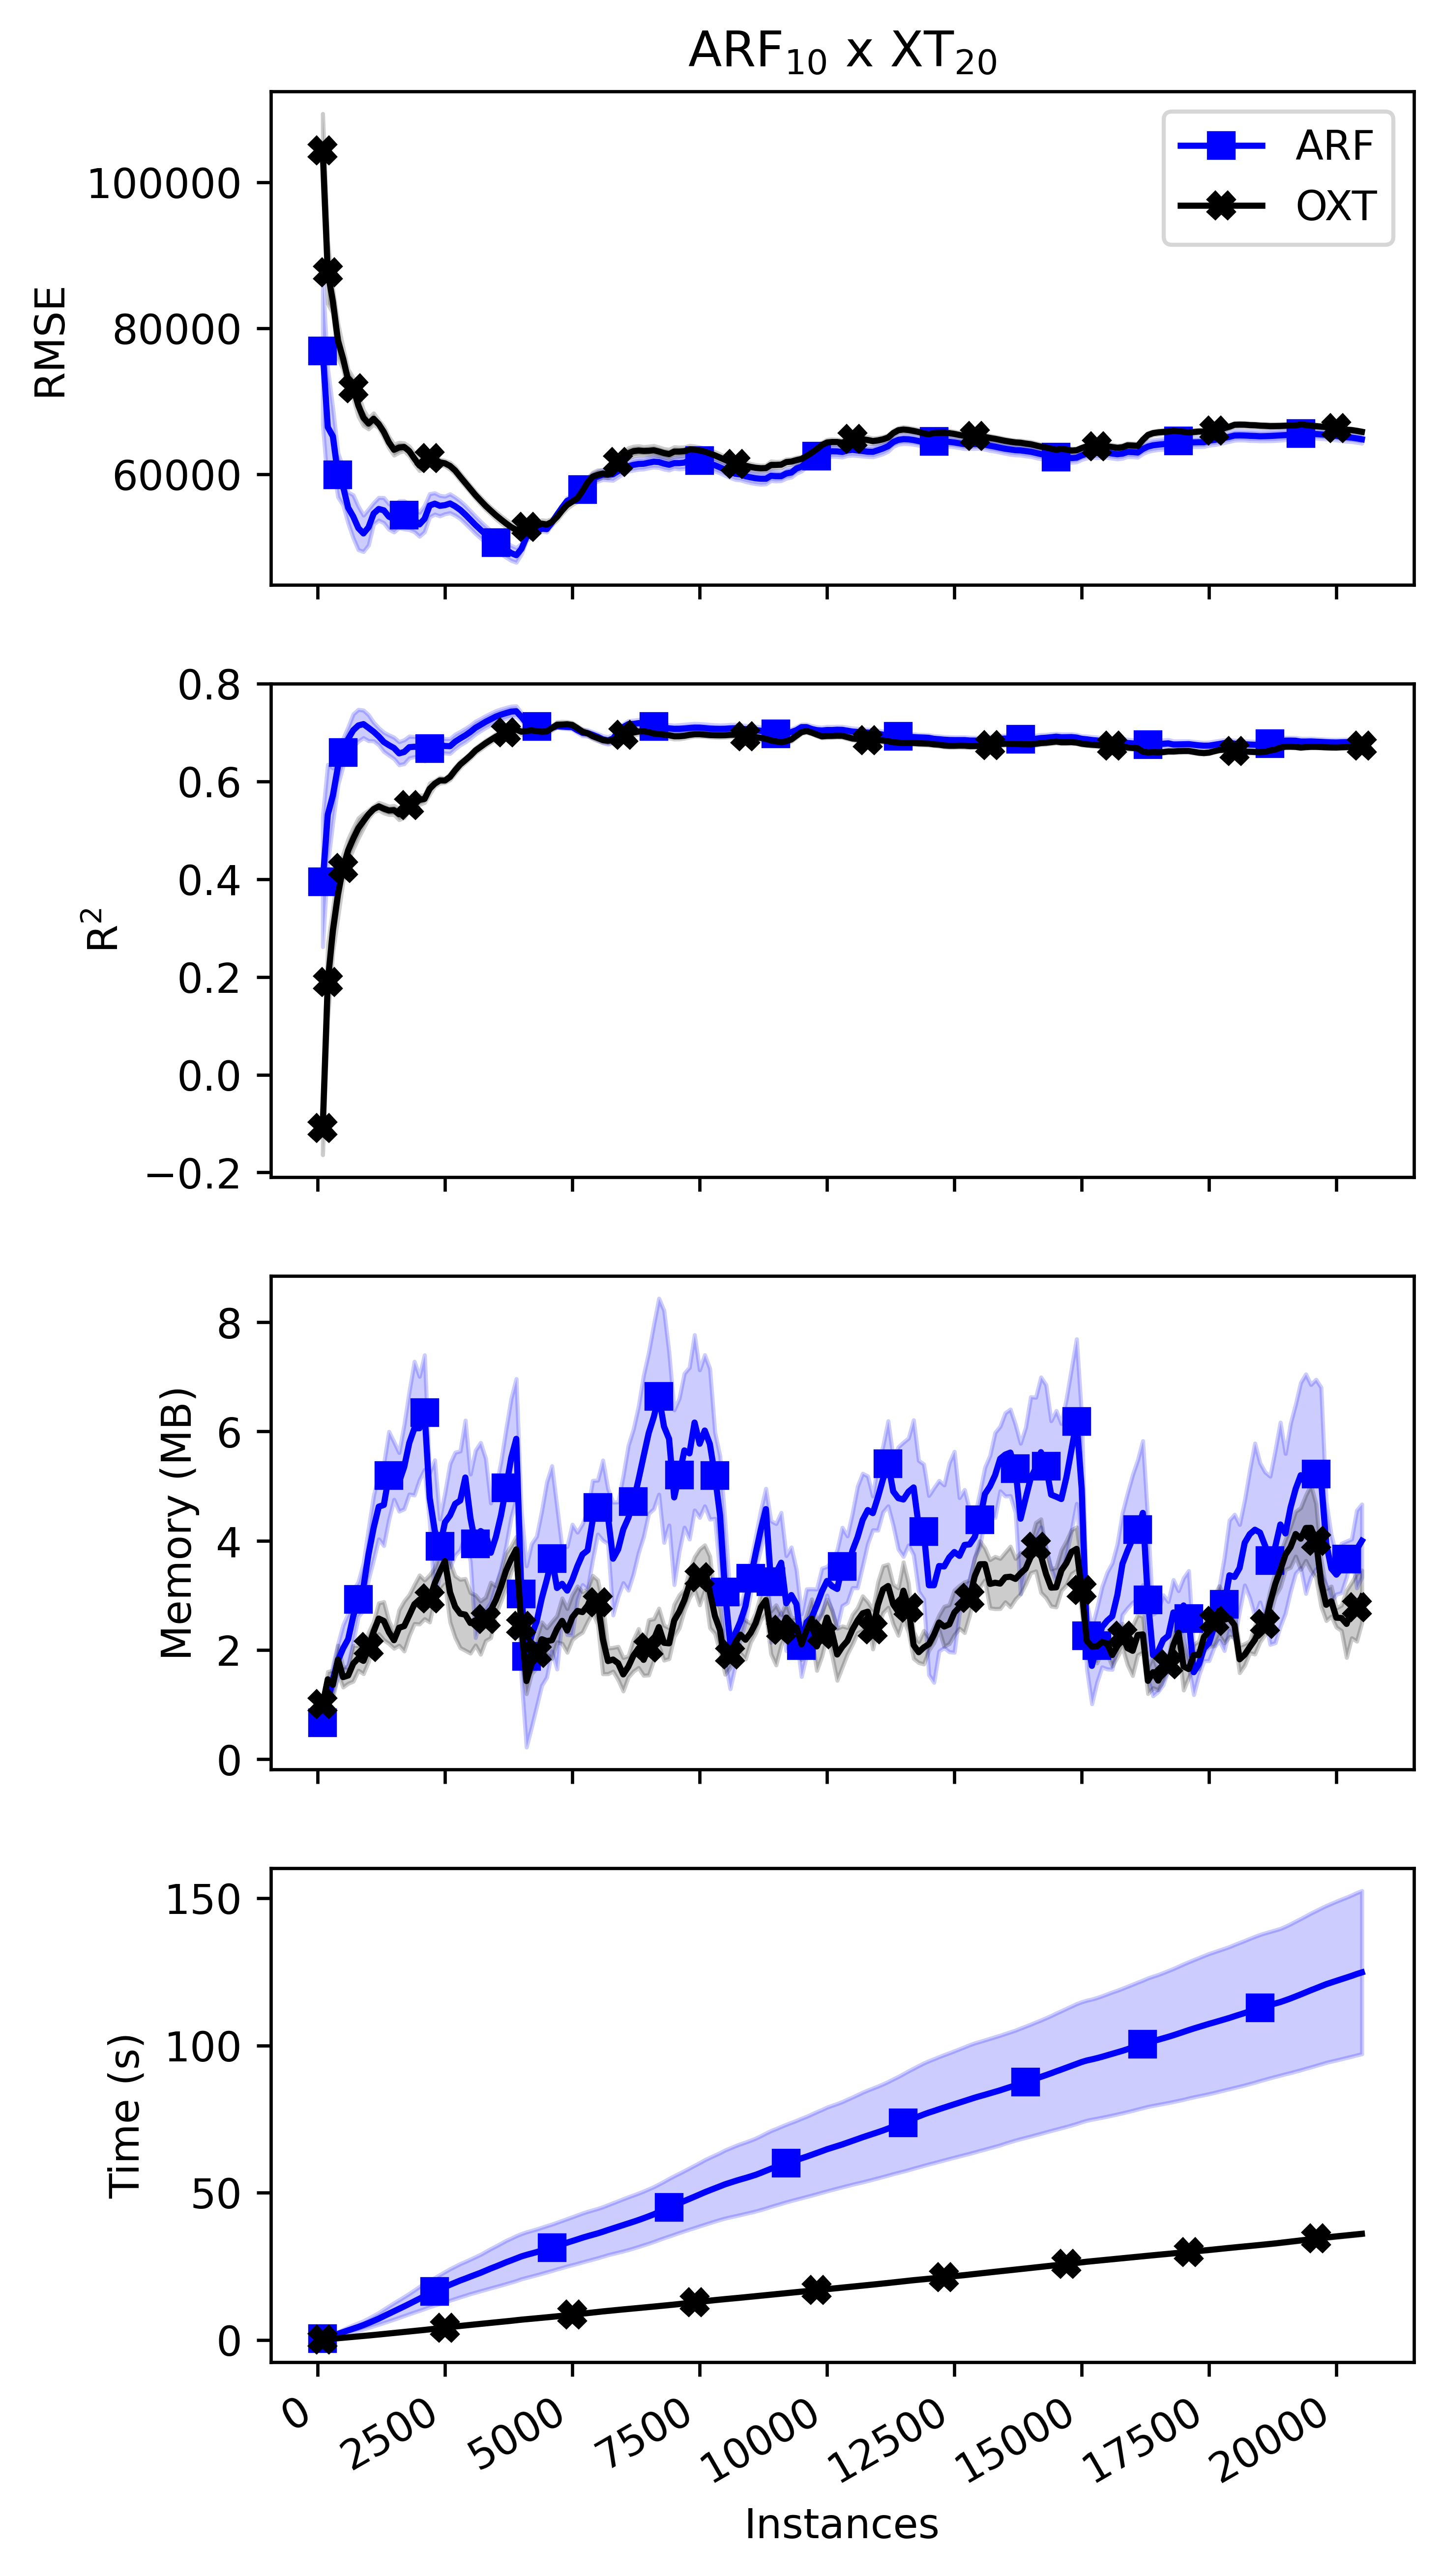 ARF₁₀ x XT₂₀
ARF
OXT
RMSE
100000
80000
60000
R²
0.8
0.6
0.4
0.2
0.0
−0.2
Memory (MB)
8
6
4
2
0
Time (s)
150
100
50
0
0 2500 5000 7500 10000 12500 15000 17500 20000
Instances